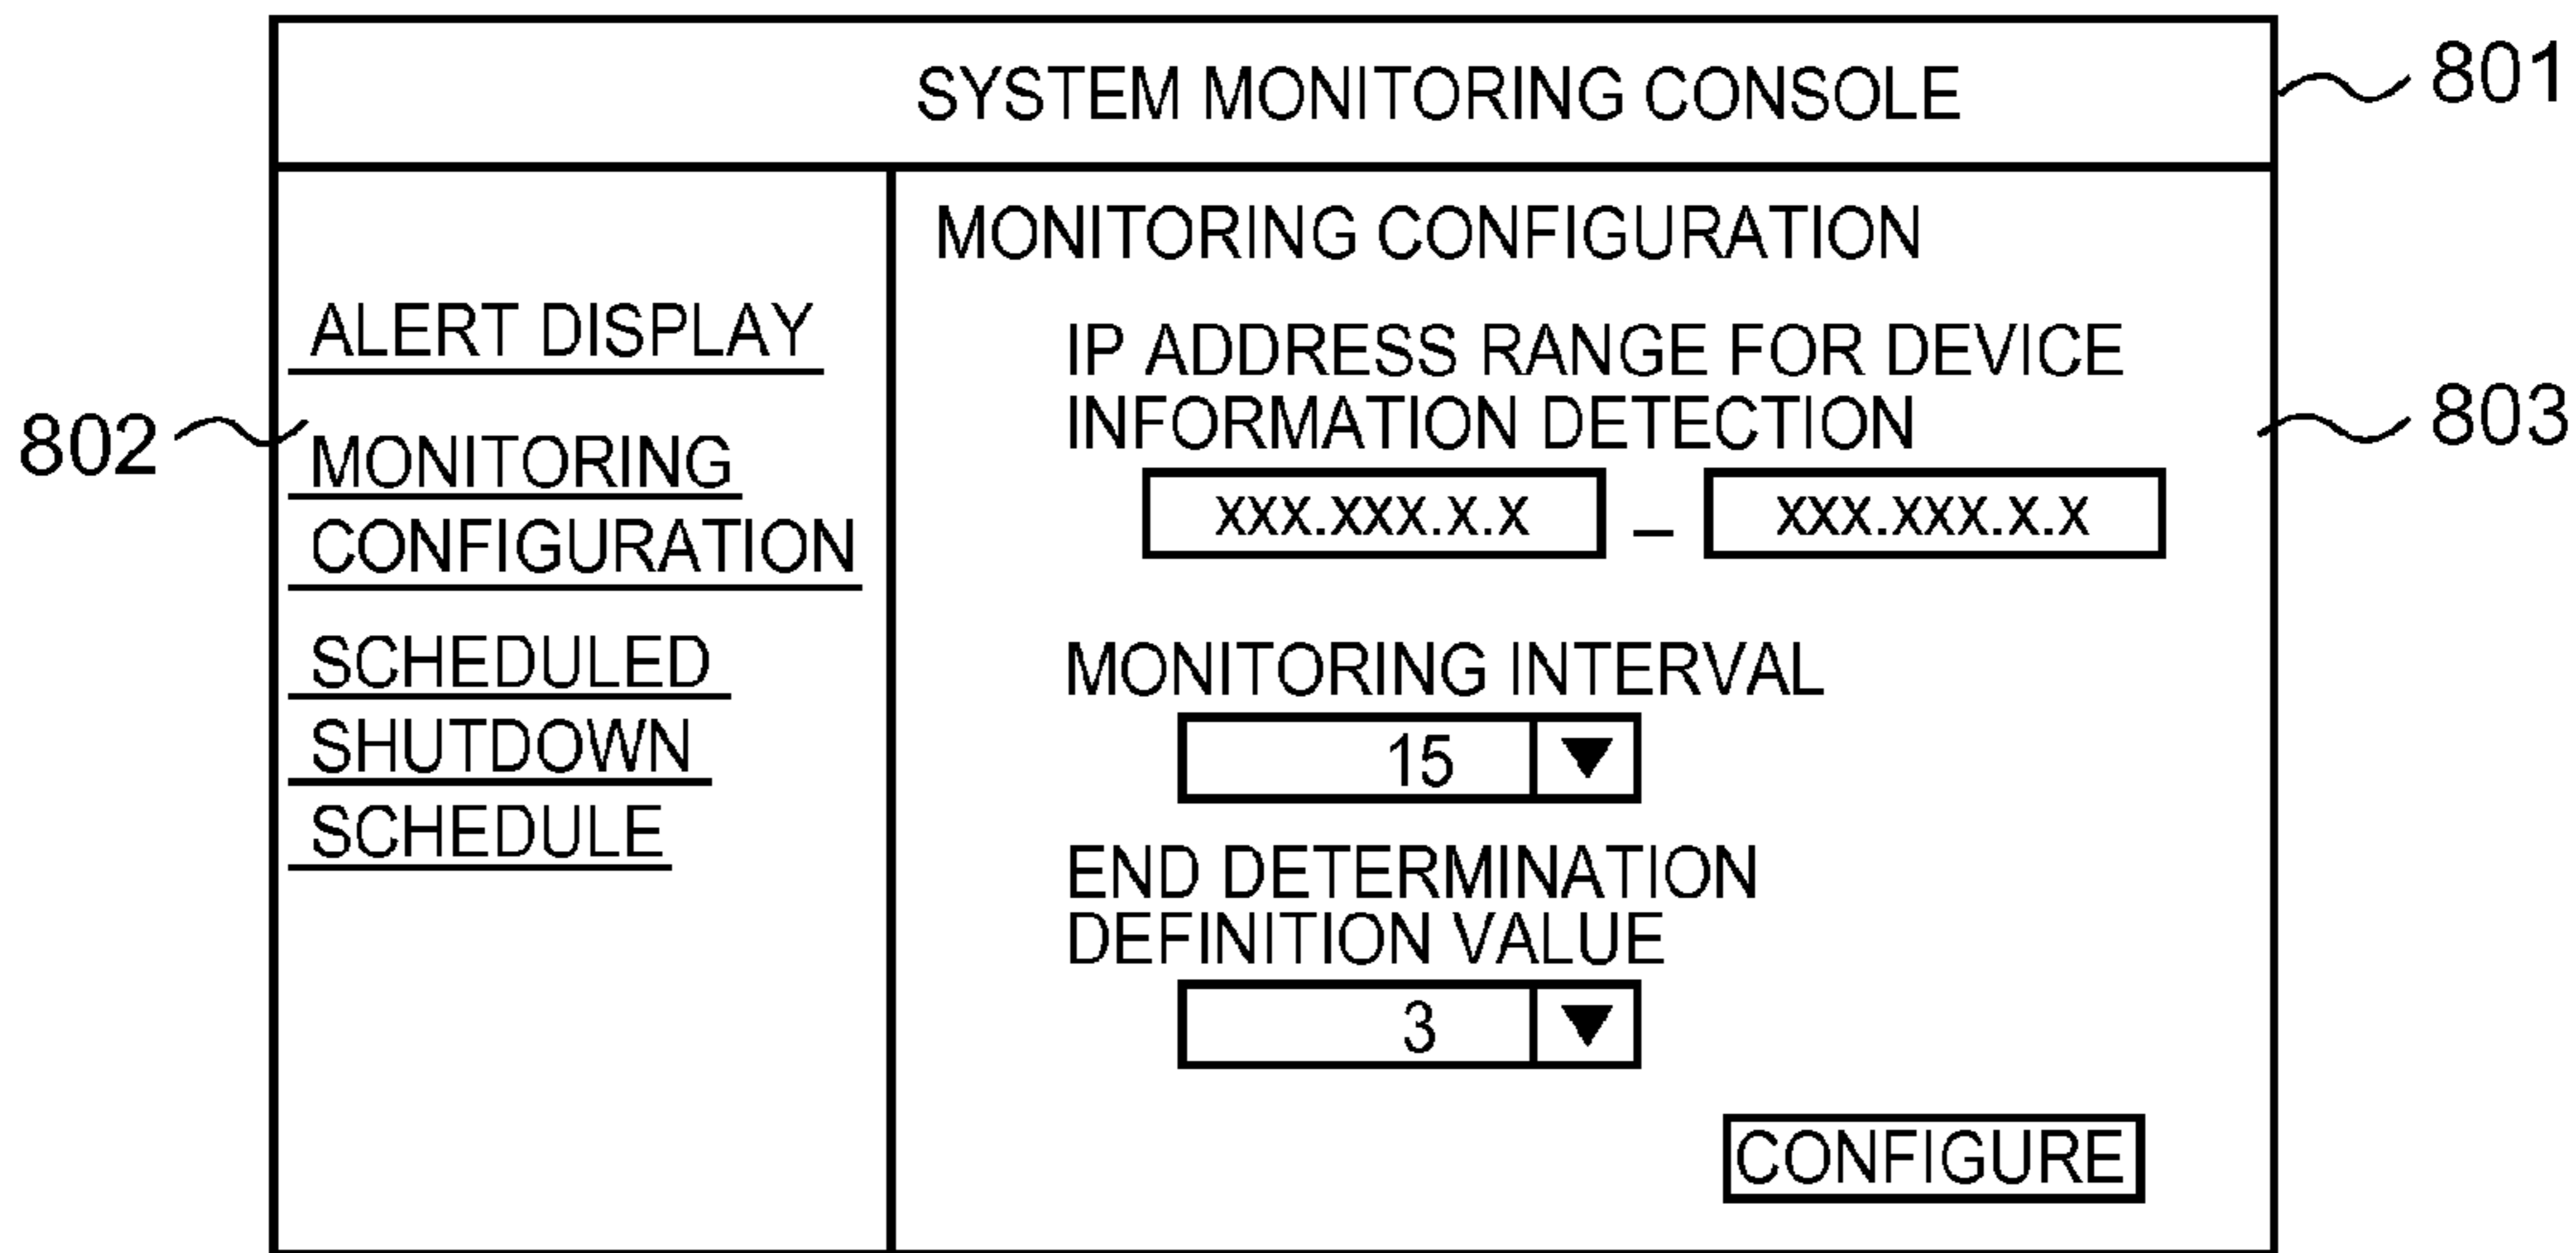 SYSTEM MONITORING CONSOLE
801
802
ALERT DISPLAY
MONITORING
CONFIGURATION
SCHEDULED
SHUTDOWN
SCHEDULE
MONITORING CONFIGURATION
IP ADDRESS RANGE FOR DEVICE
INFORMATION DETECTION
xxx.xxx.x.x – xxx.xxx.x.x
803
MONITORING INTERVAL
15 ▼
END DETERMINATION
DEFINITION VALUE
3 ▼
CONFIGURE